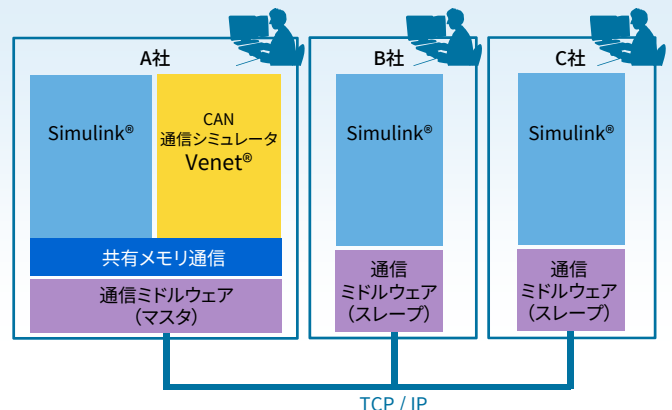 A社
Simulink®
CAN
通信シミュレータ
Venet®
共有メモリ通信
通信ミドルウェア
（マスタ）
B社
Simulink®
通信
ミドルウェア
（スレーブ）
C社
Simulink®
通信
ミドルウェア
（スレーブ）
TCP / IP